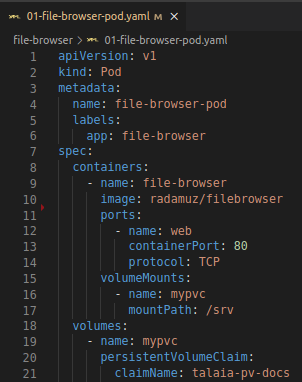 01-file-browser-pod.yaml M ×
file-browser > 01-file-browser-pod.yaml
1 apiVersion: v1
2 kind: Pod
3 metadata:
4   name: file-browser-pod
5   labels:
6     app: file-browser
7 spec:
8   containers:
9     - name: file-browser
10       image: radamuz/filebrowser
11       ports:
12         - name: web
13           containerPort: 80
14           protocol: TCP
15       volumeMounts:
16         - name: mypvc
17           mountPath: /srv
18   volumes:
19     - name: mypvc
20       persistentVolumeClaim:
21         claimName: talaia-pv-docs